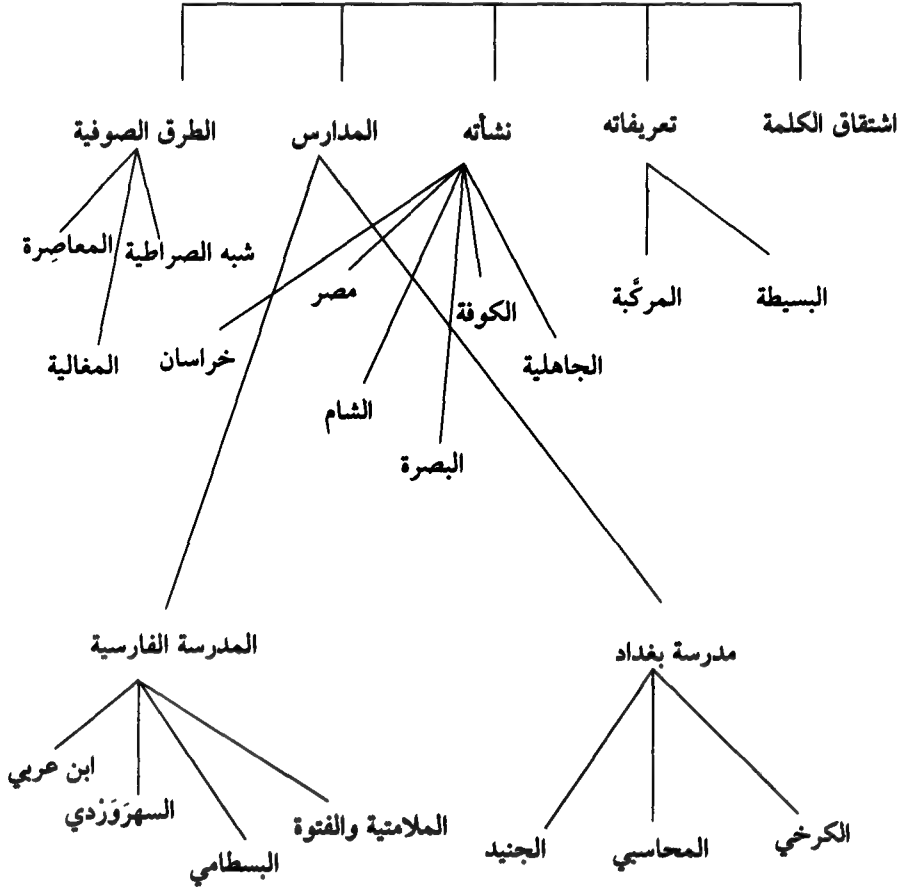 اشتقاق الكلمة
تعريفاته
نشأته
المدارس
الطرق الصوفية
البسيطة
المركَّبة
الجاهلية
الكوفة
البصرة
الشام
مصر
خراسان
شبه الصراطية
المغالية
المعاصِرة
مدرسة بغداد
المدرسة الفارسية
الكرخي
المحاسبي
الجنيد
الملامتية والفتوة
البسطامي
السهرَوَرْدي
ابن عربي